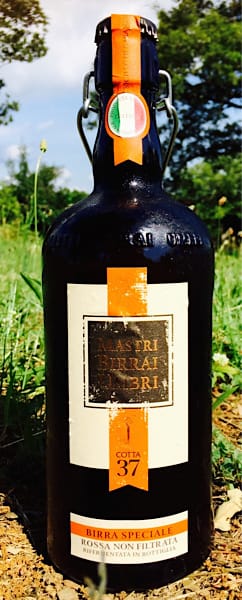 MASTRI
BIRRAI
UMBRI
COTTA
37
BIRRA SPECIALE
ROSSA NON FILTRATA
RIFERMENTATA IN BOTTIGLIA